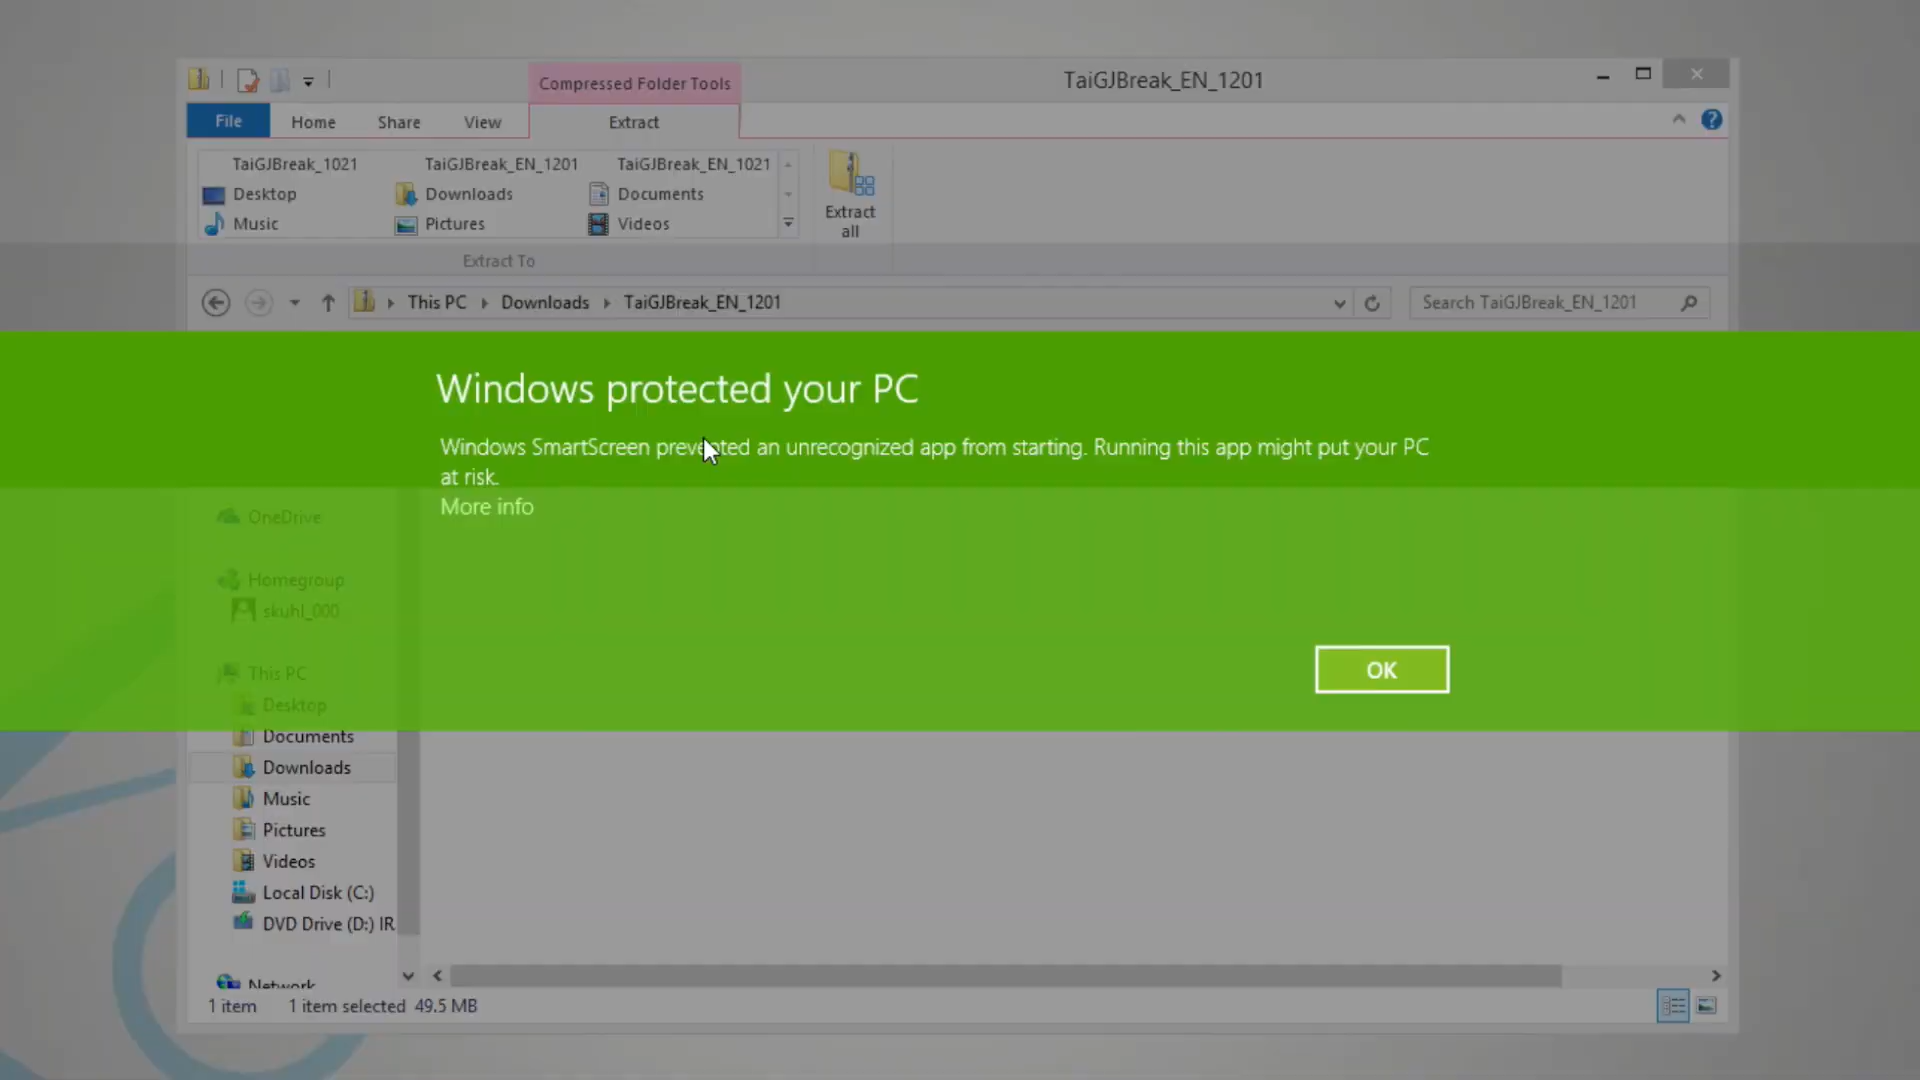 Compressed Folder Tools
TaiGJBreak_EN_1201
File
Home
Share
View
Extract
TaiGJBreak_1021
TaiGJBreak_EN_1201
TaiGJBreak_EN_1021
Desktop
Downloads
Documents
Music
Pictures
Videos
Extract
all
Extract To
This PC
Downloads
TaiGJBreak_EN_1201
Search TaiGJBreak_EN_1201
Windows protected your PC
Windows SmartScreen prevented an unrecognized app from starting. Running this app might put your PC
at risk.
More info
OK
OneDrive
Homegroup
skuhl_000
This PC
Desktop
Documents
Downloads
Music
Pictures
Videos
Local Disk (C:)
DVD Drive (D:) IR
Network
1 item
1 item selected 49.5 MB